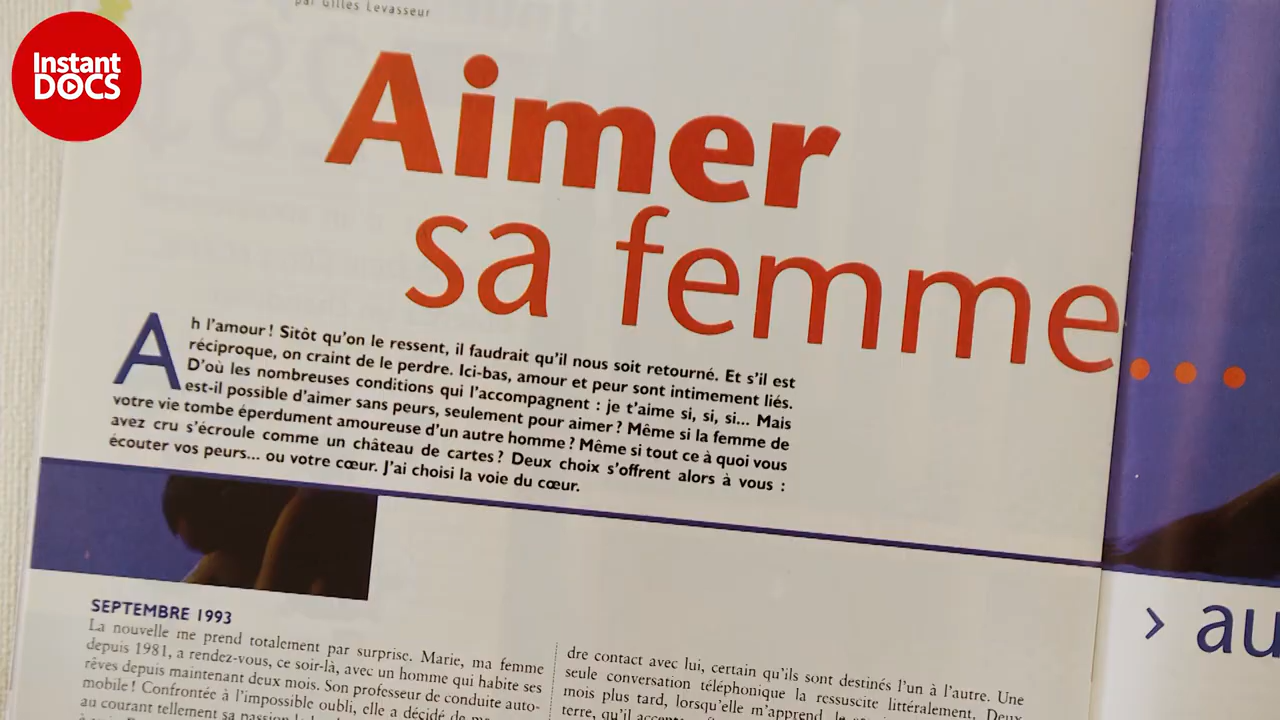 Instant
DOCS
par Gilles Levasseur
Aimer
sa femme...
Ah l'amour ! Sitôt qu'on le ressent, il faudrait qu'il nous soit retourné. Et s'il est
réciproque, on craint de le perdre. Ici-bas, amour et peur sont intimement liés.
D'où les nombreuses conditions qui l'accompagnent : je t'aime si, si, si... Mais
est-il possible d'aimer sans peurs, seulement pour aimer ? Même si la femme de
votre vie tombe éperdument amoureuse d'un autre homme ? Même si tout ce à quoi vous
avez cru s'écroule comme un château de cartes ? Deux choix s'offrent alors à vous :
écouter vos peurs... ou votre cœur. J'ai choisi la voie du cœur.
› au
SEPTEMBRE 1993
La nouvelle me prend totalement par surprise. Marie, ma femme
depuis 1981, a rendez-vous, ce soir-là, avec un homme qui habite ses
rêves depuis maintenant deux mois. Son professeur de conduite auto-
mobile ! Confrontée à l'impossible oubli, elle a décidé de
au courant tellement sa passion
dre contact avec lui, certain qu'ils sont destinés l'un à l'autre. Une
seule conversation téléphonique la ressuscite littéralement. Deux
mois plus tard, lorsqu'elle m'apprend
terre, qu'il